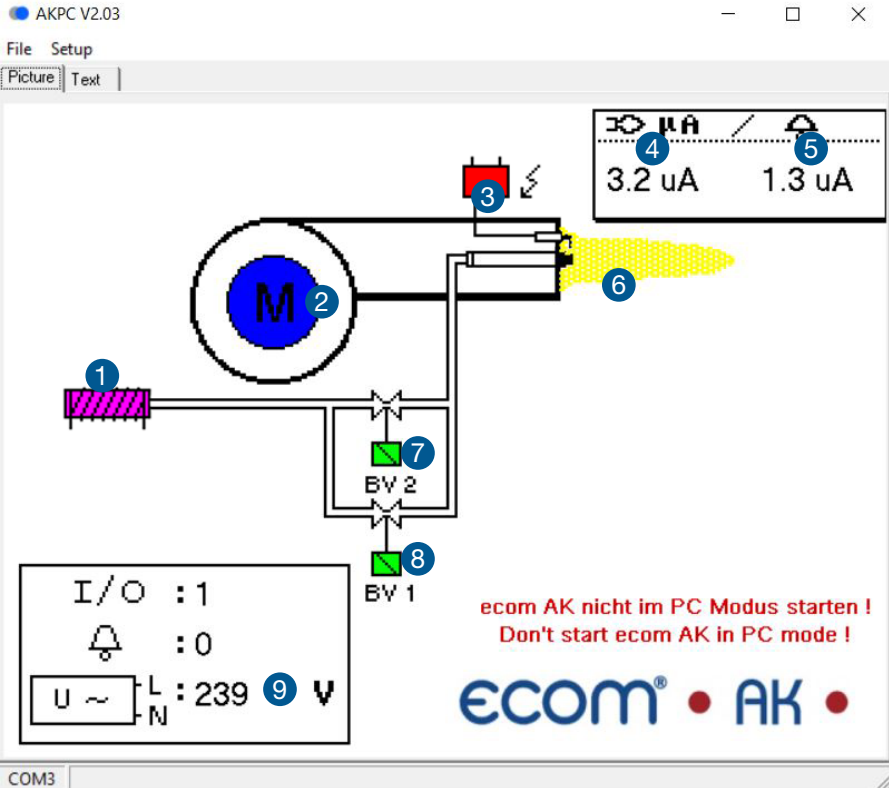 AKPC V2.03
File Setup
Picture Text
µA /
4 5
3.2 uA 1.3 uA
3
M 2
6
1
7
BV 2
8
BV 1
I/O : 1
: 0
U ~ L N : 239 9 V
ecom AK nicht im PC Modus starten !
Don't start ecom AK in PC mode !
ecom® • AK •
COM3